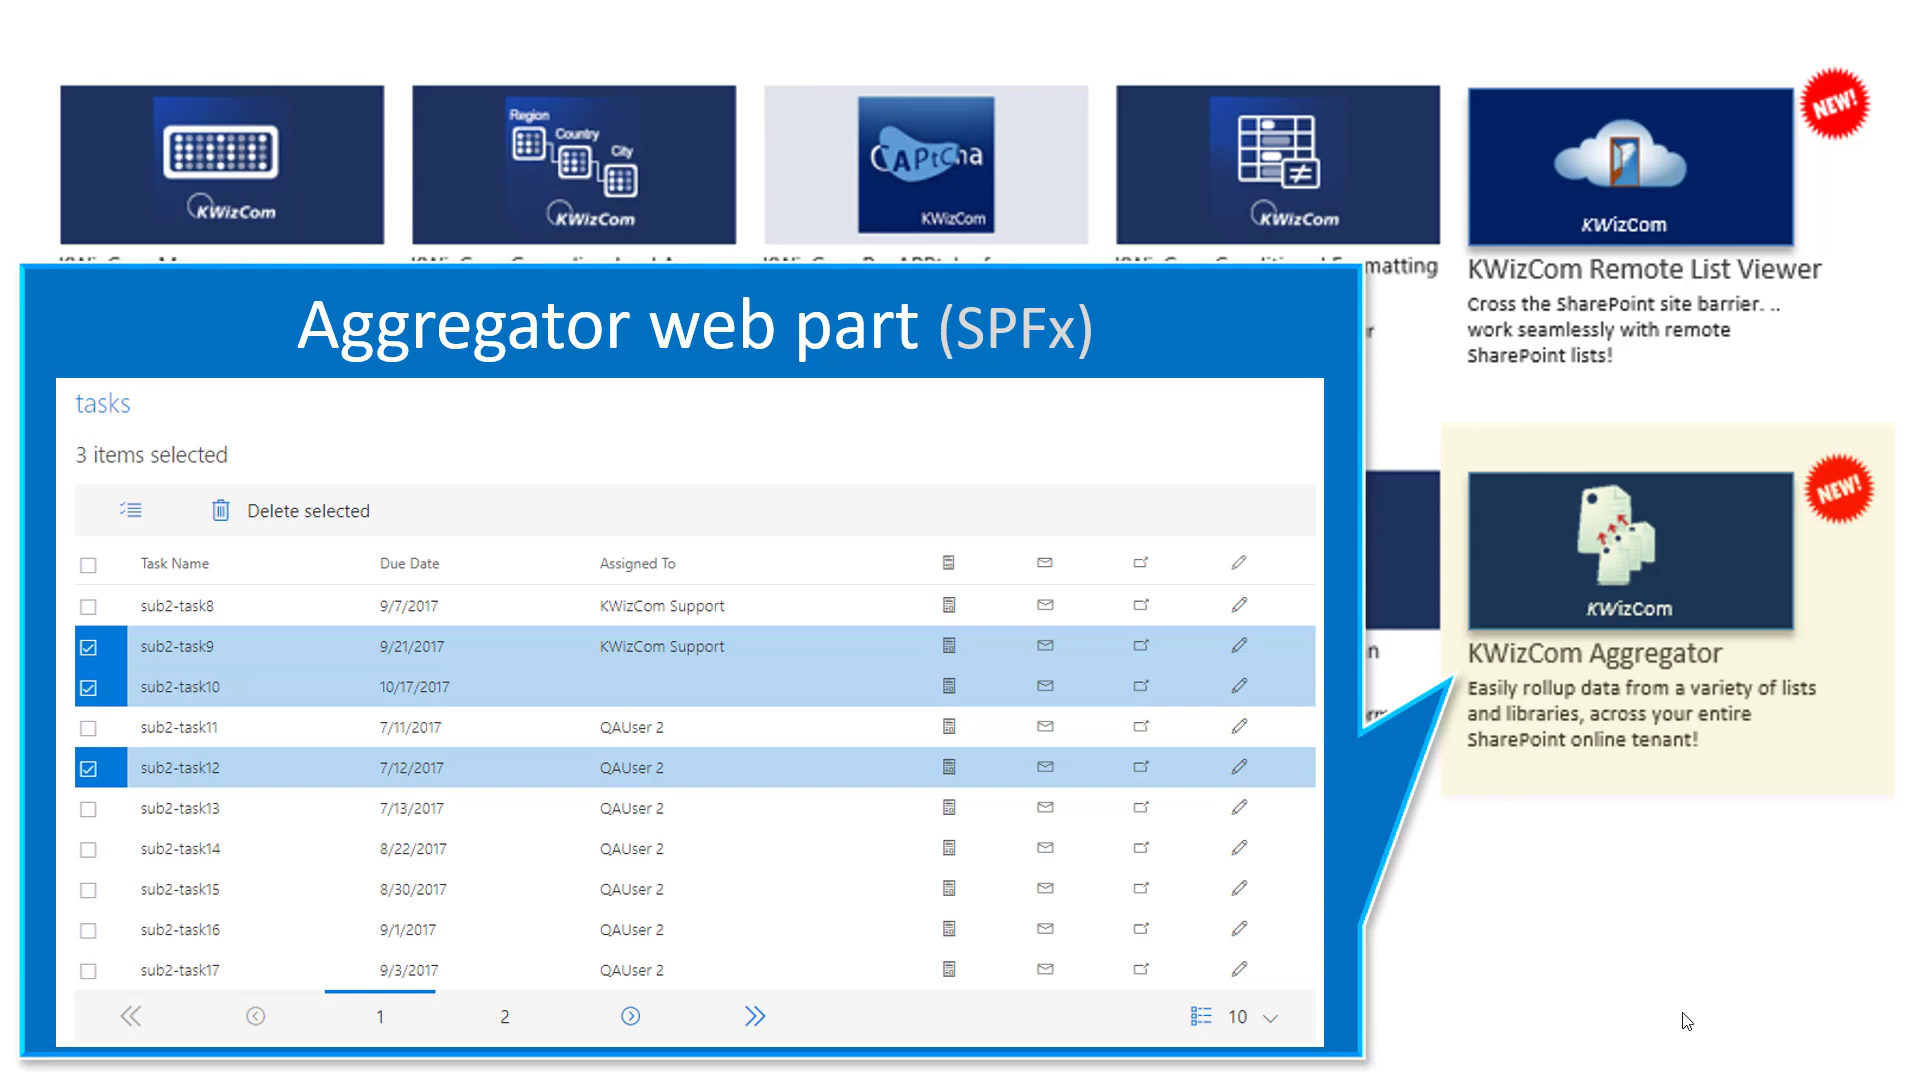 Region
Country
City
KWizCom
KWizCom
CAPtCha
KWizCom
KWizCom
KWizCom
NEW!
matting
KWizCom Remote List Viewer
Cross the SharePoint site barrier. ..
work seamlessly with remote
SharePoint lists!
Aggregator web part (SPFx)
tasks
3 items selected
Delete selected
Task Name Due Date Assigned To
sub2-task8 9/7/2017 KWizCom Support
sub2-task9 9/21/2017 KWizCom Support
sub2-task10 10/17/2017
sub2-task11 7/11/2017 QAUser 2
sub2-task12 7/12/2017 QAUser 2
sub2-task13 7/13/2017 QAUser 2
sub2-task14 8/22/2017 QAUser 2
sub2-task15 8/30/2017 QAUser 2
sub2-task16 9/1/2017 QAUser 2
sub2-task17 9/3/2017 QAUser 2
1 2 10
NEW!
KWizCom
KWizCom Aggregator
Easily rollup data from a variety of lists
and libraries, across your entire
SharePoint online tenant!